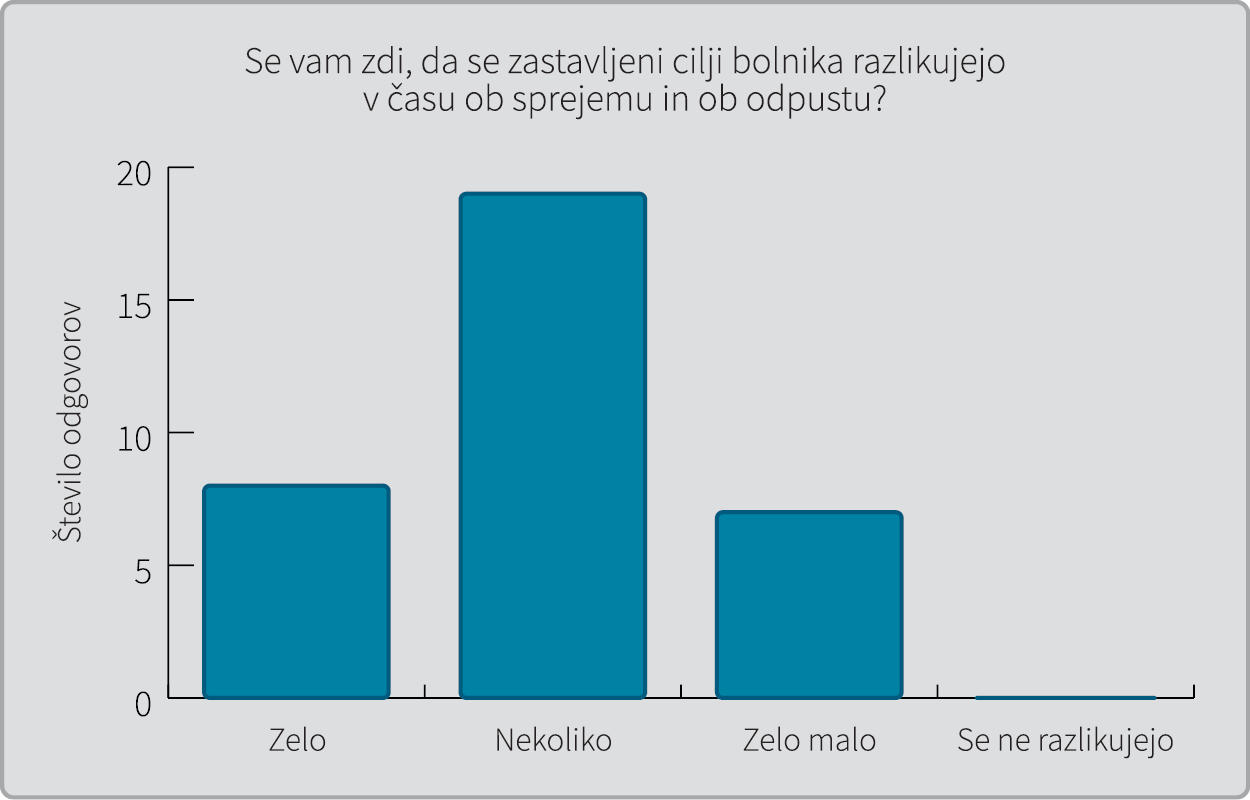 Se vam zdi, da se zastavljeni cilji bolnika razlikujejo
v času ob sprejemu in ob odpustu?
20
15
10
5
0
Število odgovorov
Zelo
Nekoliko
Zelo malo
Se ne razlikujejo